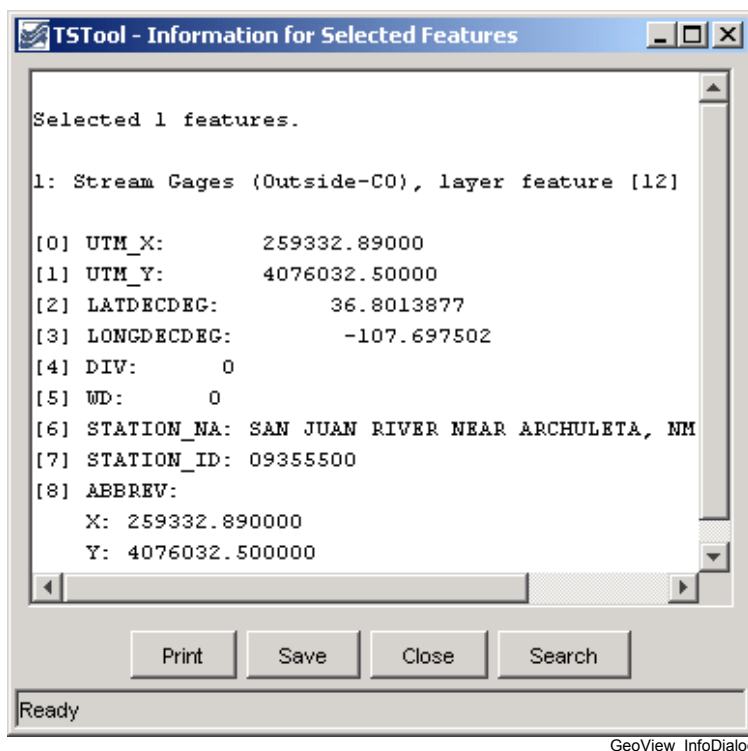 TSTool - Information for Selected Features
Selected 1 features.
1: Stream Gages (Outside-CO), layer feature [12]
[0] UTM_X: 259332.89000
[1] UTM_Y: 4076032.50000
[2] LATDECDEG: 36.8013877
[3] LONGDECDEG: -107.697502
[4] DIV: 0
[5] WD: 0
[6] STATION_NA: SAN JUAN RIVER NEAR ARCHULETA, NM
[7] STATION_ID: 09355500
[8] ABBREV:
X: 259332.890000
Y: 4076032.500000
Print Save Close Search
Ready
GeoView_InfoDialo